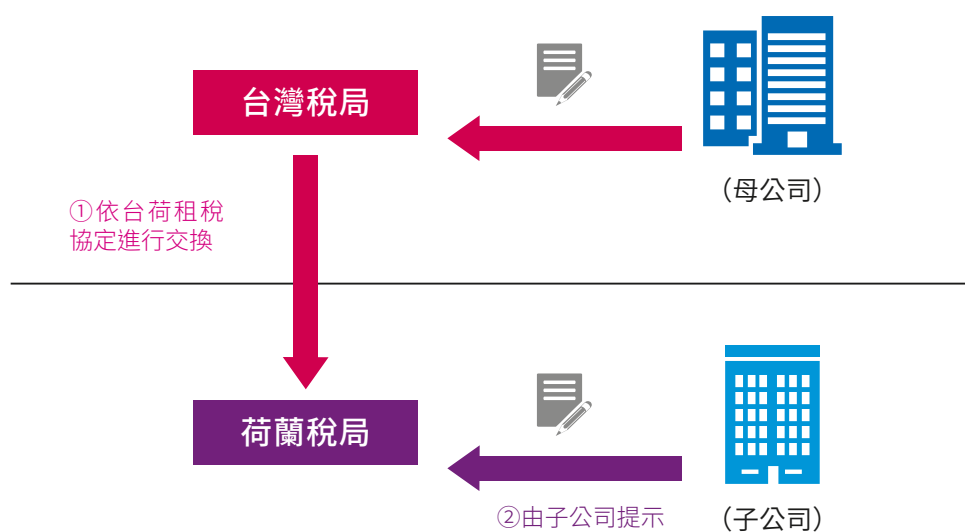 台灣稅局
（母公司）
①依台荷租稅
協定進行交換
荷蘭稅局
②由子公司提示
（子公司）